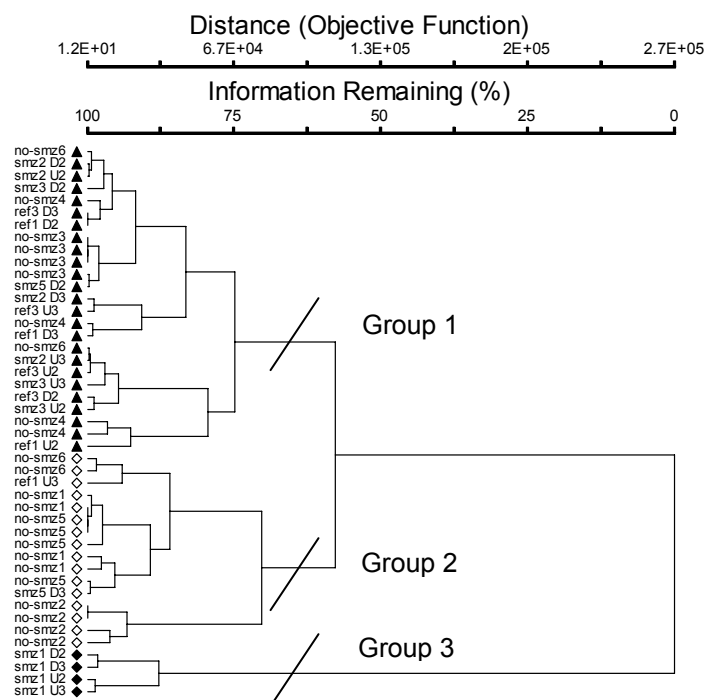 Distance (Objective Function)
1.2E+01 6.7E+04 1.3E+05 2E+05 2.7E+05
Information Remaining (%)
100 75 50 25 0
no-smz6
smz2 D2
smz2 U2
smz3 D2
no-smz4
ref3 D3
ref1 D2
no-smz3
no-smz3
no-smz3
no-smz3
smz5 D2
smz2 D3
ref3 U3
no-smz4
ref1 D3
no-smz6
smz2 U3
ref3 U2
smz3 U3
ref3 D2
smz3 U2
no-smz4
no-smz4
ref1 U2
no-smz6
no-smz6
ref1 U3
no-smz1
no-smz1
no-smz5
no-smz5
no-smz5
no-smz1
no-smz1
no-smz5
smz5 D3
no-smz2
no-smz2
no-smz2
no-smz2
smz1 D2
smz1 D3
smz1 U2
smz1 U3
Group 1
Group 2
Group 3